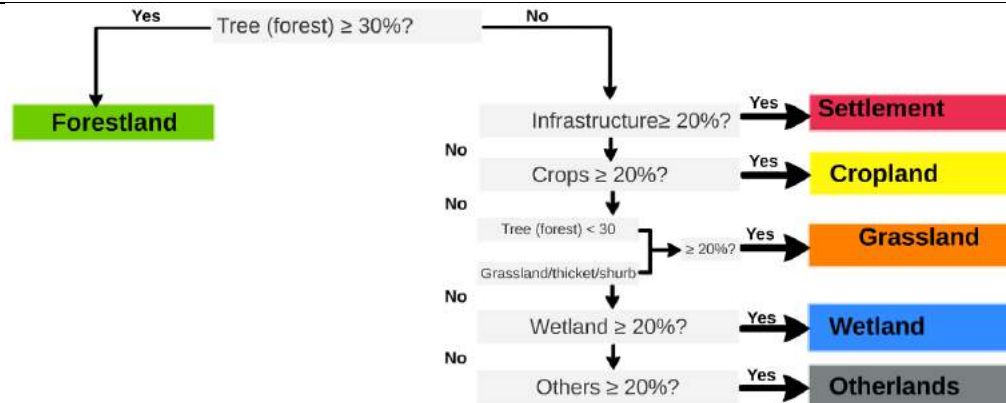 Yes
Tree (forest) ≥ 30%?
No
Forestland
Infrastructure≥ 20%?
Yes
Settlement
No
Crops ≥ 20%?
Yes
Cropland
No
Tree (forest) < 30
Grassland/thicket/shurb
≥ 20%?
Yes
Grassland
No
Wetland ≥ 20%?
Yes
Wetland
No
Others ≥ 20%?
Yes
Otherlands